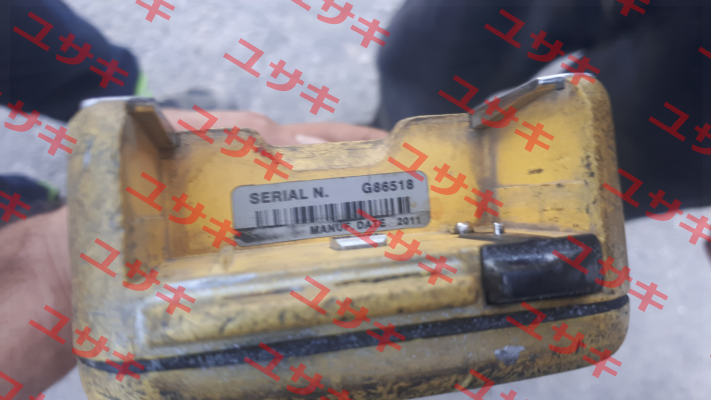 ユサキ
SERIAL N. G86518
MANUF. DATE 2011